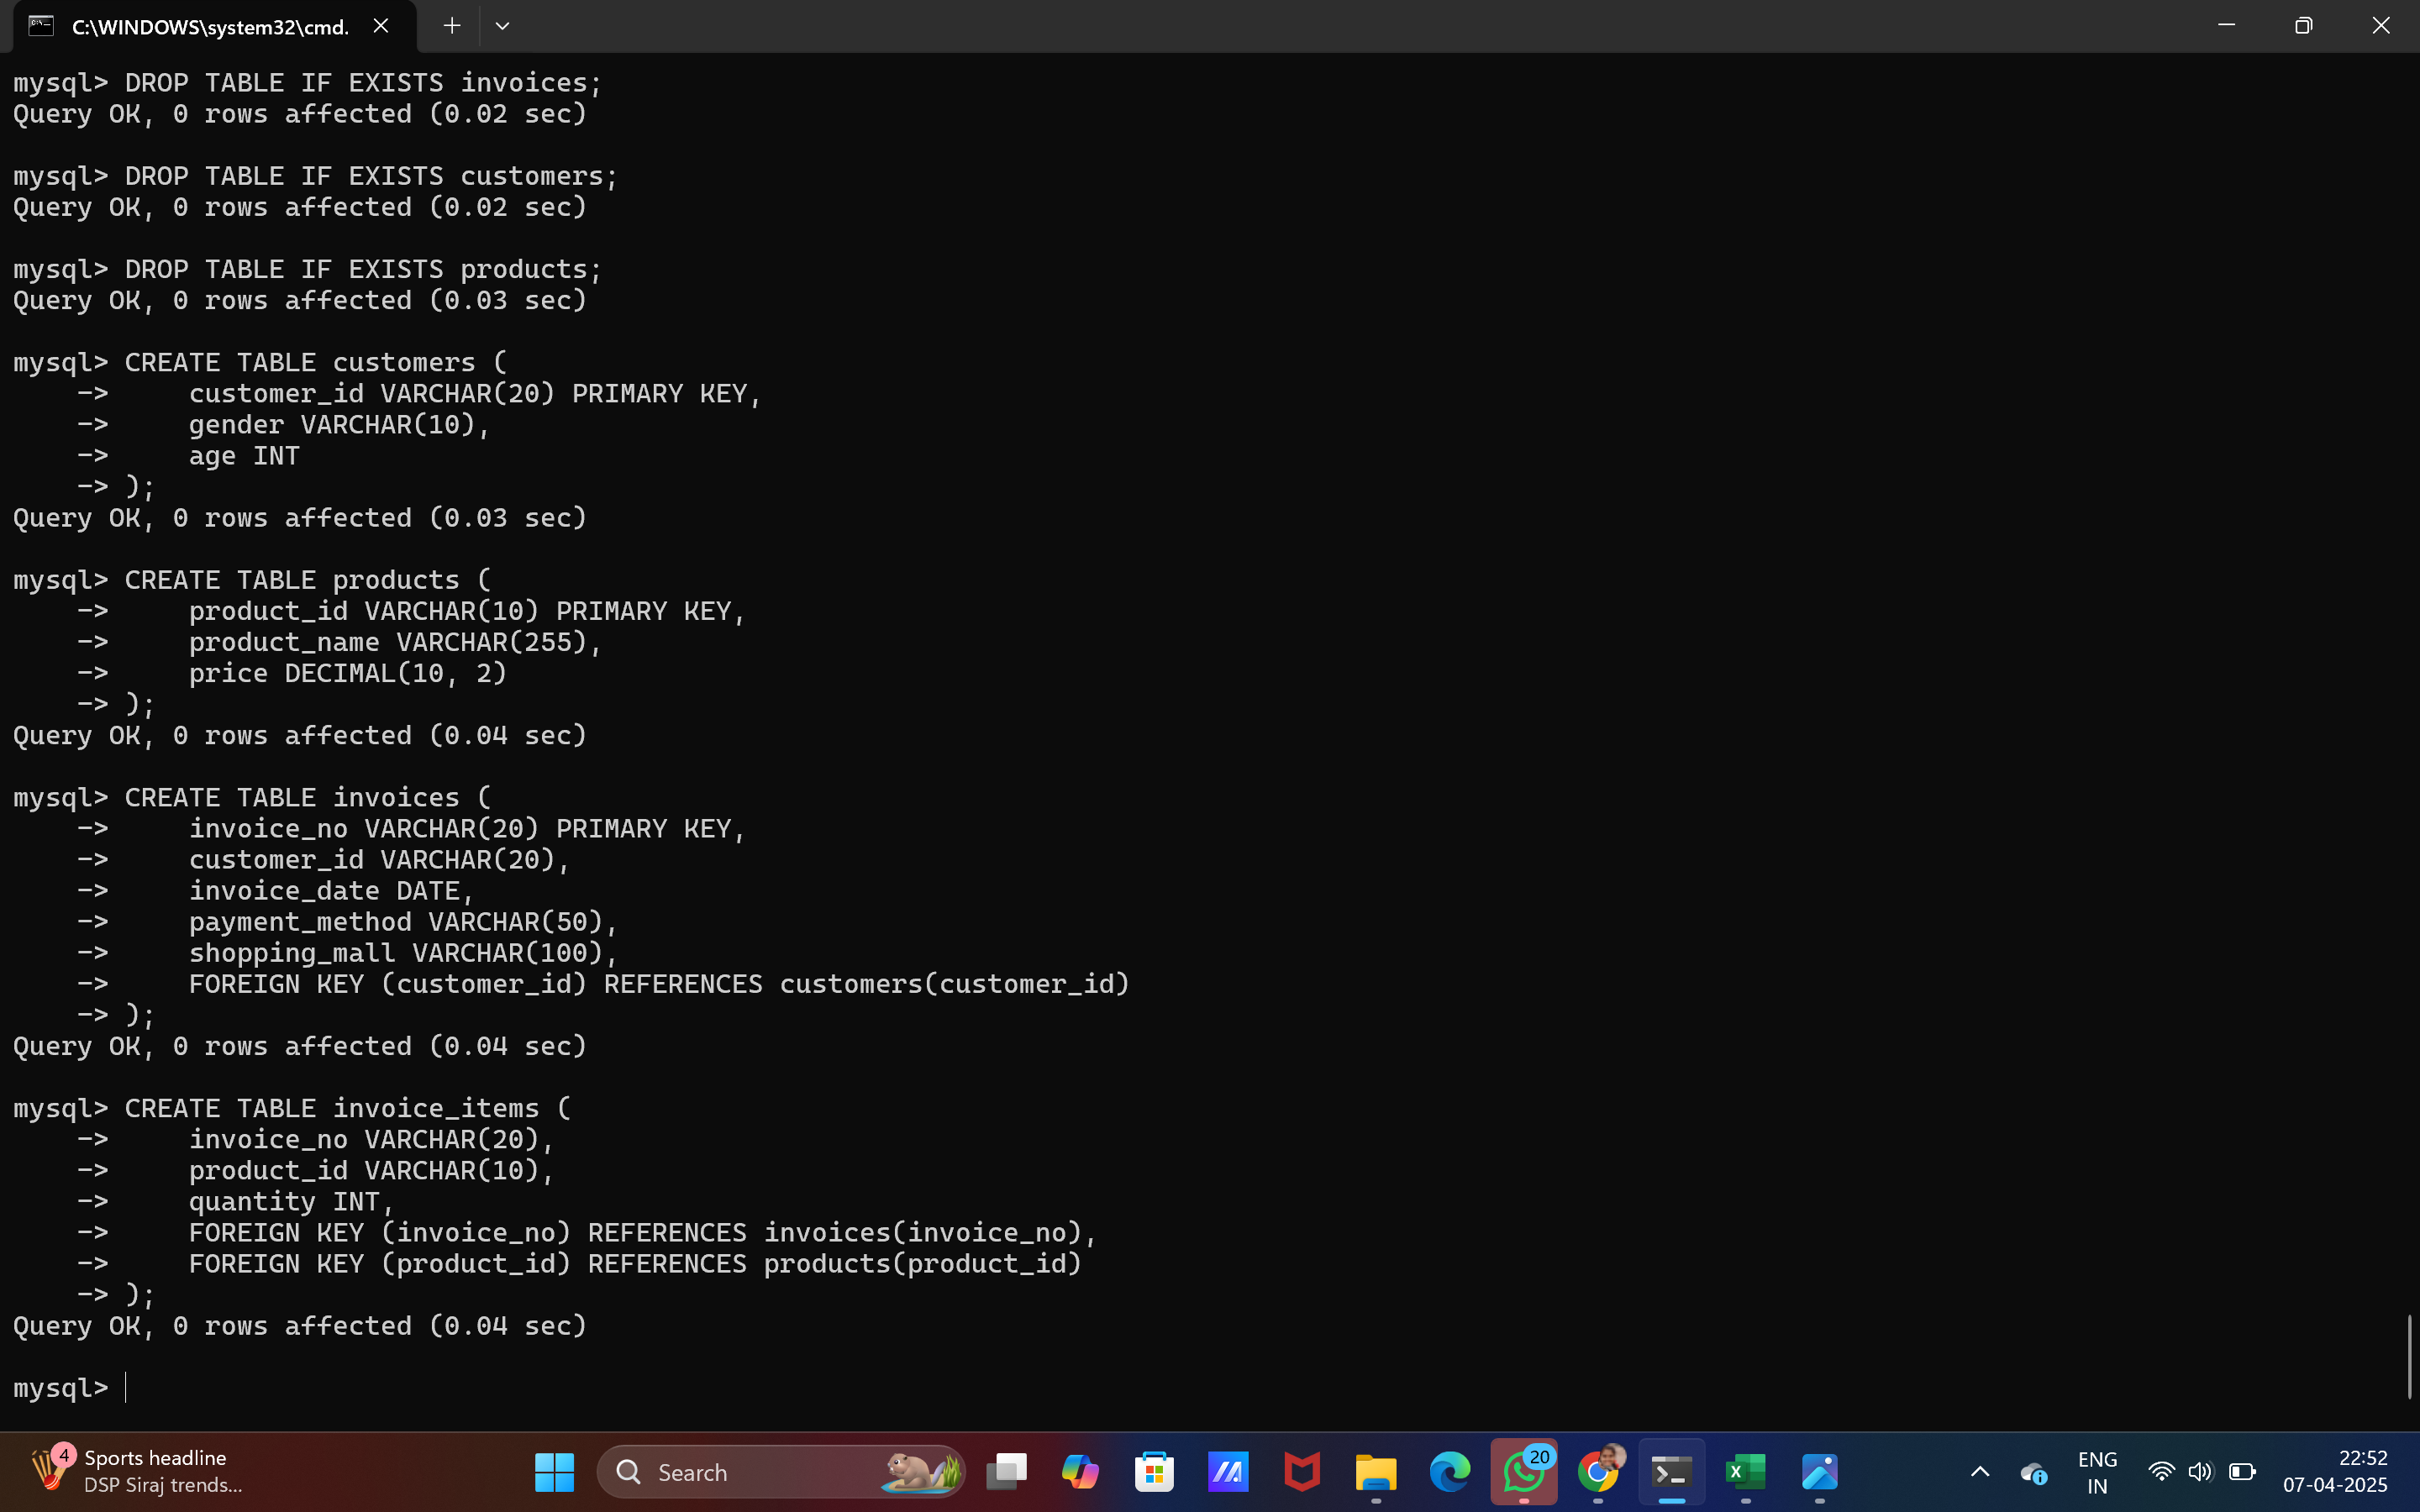 C:\WINDOWS\system32\cmd.
mysql> DROP TABLE IF EXISTS invoices;
Query OK, 0 rows affected (0.02 sec)
mysql> DROP TABLE IF EXISTS customers;
Query OK, 0 rows affected (0.02 sec)
mysql> DROP TABLE IF EXISTS products;
Query OK, 0 rows affected (0.03 sec)
mysql> CREATE TABLE customers (
    ->     customer_id VARCHAR(20) PRIMARY KEY,
    ->     gender VARCHAR(10),
    ->     age INT
    -> );
Query OK, 0 rows affected (0.03 sec)
mysql> CREATE TABLE products (
    ->     product_id VARCHAR(10) PRIMARY KEY,
    ->     product_name VARCHAR(255),
    ->     price DECIMAL(10, 2)
    -> );
Query OK, 0 rows affected (0.04 sec)
mysql> CREATE TABLE invoices (
    ->     invoice_no VARCHAR(20) PRIMARY KEY,
    ->     customer_id VARCHAR(20),
    ->     invoice_date DATE,
    ->     payment_method VARCHAR(50),
    ->     shopping_mall VARCHAR(100),
    ->     FOREIGN KEY (customer_id) REFERENCES customers(customer_id)
    -> );
Query OK, 0 rows affected (0.04 sec)
mysql> CREATE TABLE invoice_items (
    ->     invoice_no VARCHAR(20),
    ->     product_id VARCHAR(10),
    ->     quantity INT,
    ->     FOREIGN KEY (invoice_no) REFERENCES invoices(invoice_no),
    ->     FOREIGN KEY (product_id) REFERENCES products(product_id)
    -> );
Query OK, 0 rows affected (0.04 sec)
mysql>
4
Sports headline
DSP Siraj trends...
Search
20
ENG
IN
22:52
07-04-2025